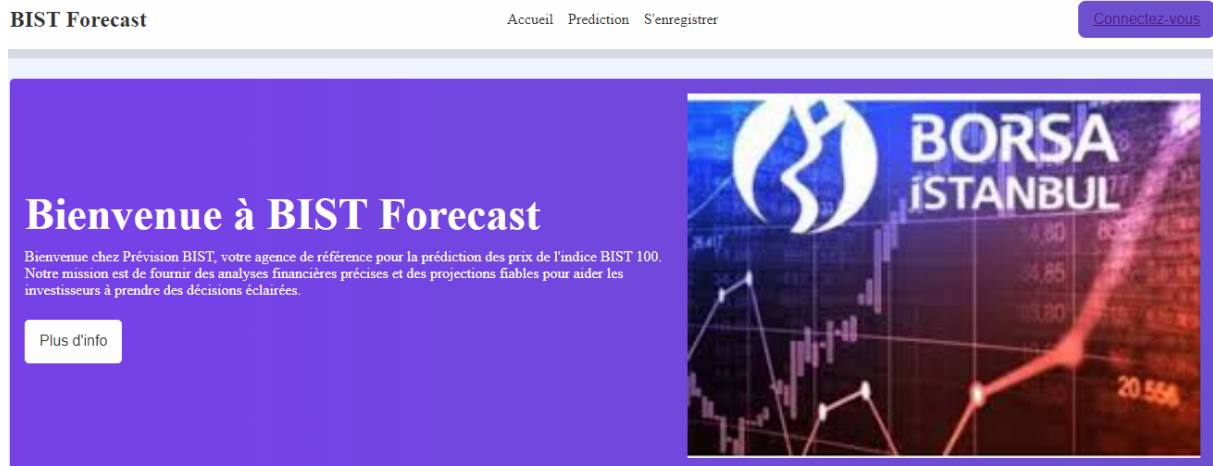 BIST Forecast
Accueil Prediction S'enregistrer
Connectez-vous
Bienvenue à BIST Forecast
Bienvenue chez Prévision BIST, votre agence de référence pour la prédiction des prix de l'indice BIST 100.
Notre mission est de fournir des analyses financières précises et des projections fiables pour aider les
investisseurs à prendre des décisions éclairées.
Plus d'info
BORSA
İSTANBUL
20.556